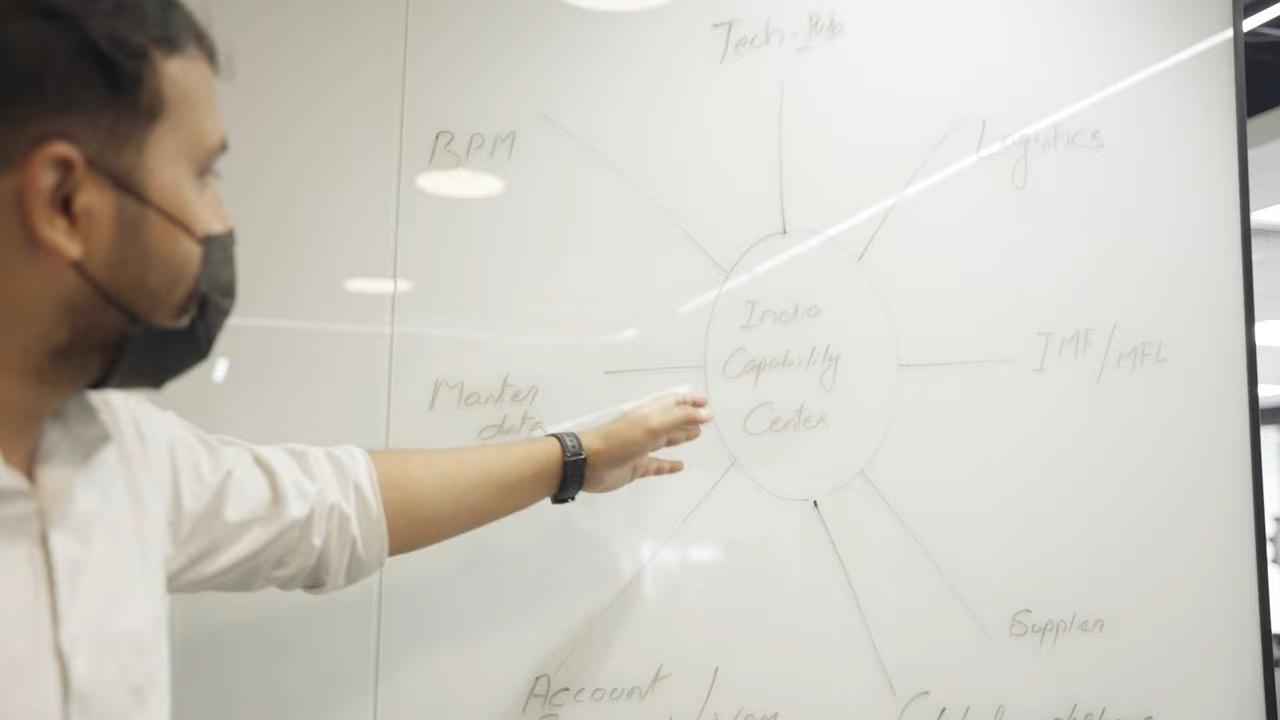 Tech-Hub
BPM
Logistics
India
Capability
Center
IMF/MFL
Master
data
Supplier
Account